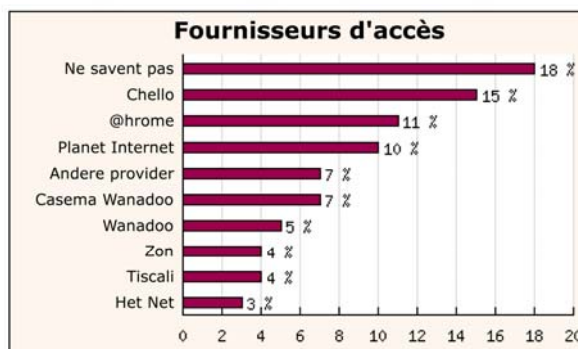 Fournisseurs d'accès
Ne savent pas 18 %
Chello 15 %
@hrome 11 %
Planet Internet 10 %
Andere provider 7 %
Casema Wanadoo 7 %
Wanadoo 5 %
Zon 4 %
Tiscali 4 %
Het Net 3 %
0 2 4 6 8 10 12 14 16 18 20